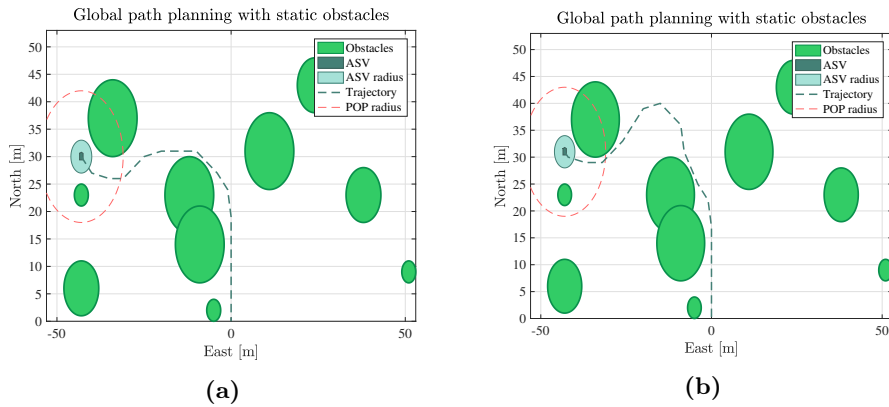 Global path planning with static obstacles
50
45
40
35
30
25
20
15
10
5
0
North [m]
-50
0
50
East [m]
Obstacles
ASV
ASV radius
Trajectory
POP radius
(a)
Global path planning with static obstacles
50
45
40
35
30
25
20
15
10
5
0
North [m]
-50
0
50
East [m]
Obstacles
ASV
ASV radius
Trajectory
POP radius
(b)